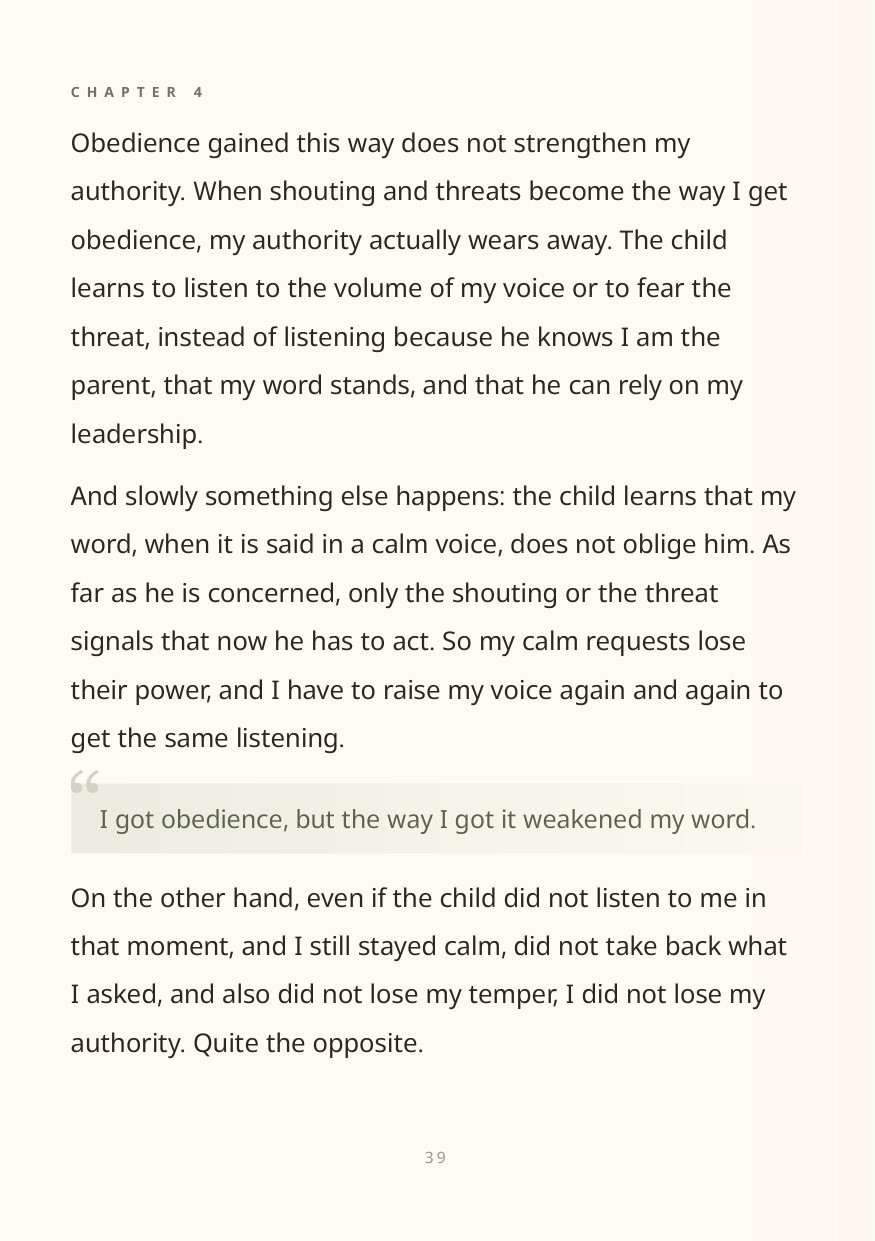 CHAPTER 4
Obedience gained this way does not strengthen my
authority. When shouting and threats become the way I get
obedience, my authority actually wears away. The child
learns to listen to the volume of my voice or to fear the
threat, instead of listening because he knows I am the
parent, that my word stands, and that he can rely on my
leadership.
And slowly something else happens: the child learns that my
word, when it is said in a calm voice, does not oblige him. As
far as he is concerned, only the shouting or the threat
signals that now he has to act. So my calm requests lose
their power, and I have to raise my voice again and again to
get the same listening.
“
I got obedience, but the way I got it weakened my word.
On the other hand, even if the child did not listen to me in
that moment, and I still stayed calm, did not take back what
I asked, and also did not lose my temper, I did not lose my
authority. Quite the opposite.
39